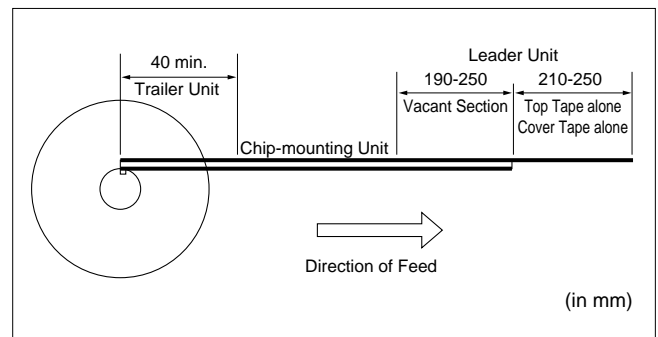 Leader Unit
40 min.
Trailer Unit
190-250
Vacant Section
210-250
Top Tape alone
Cover Tape alone
Chip-mounting Unit
Direction of Feed
(in mm)